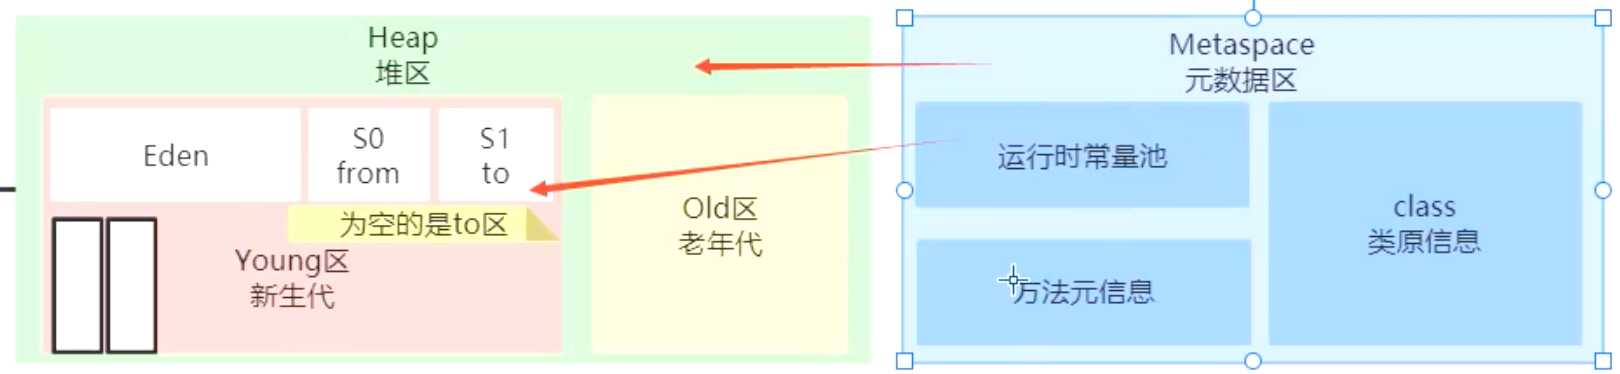 Heap
堆区
Eden
S0
from
S1
to
为空的是to区
Young区
新生代
Old区
老年代
Metaspace
元数据区
运行时常量池
方法元信息
class
类原信息